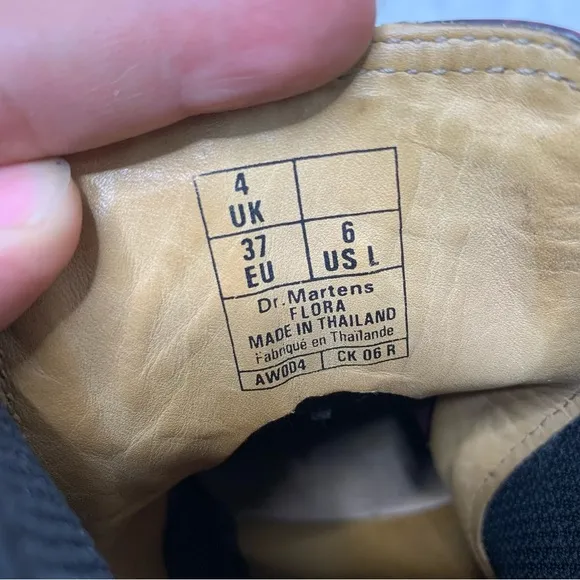 4
UK
37
EU
6
US L
Dr. Martens
FLORA
MADE IN THAILAND
Fabriqué en Thaïlande
AW004
CK 06 R